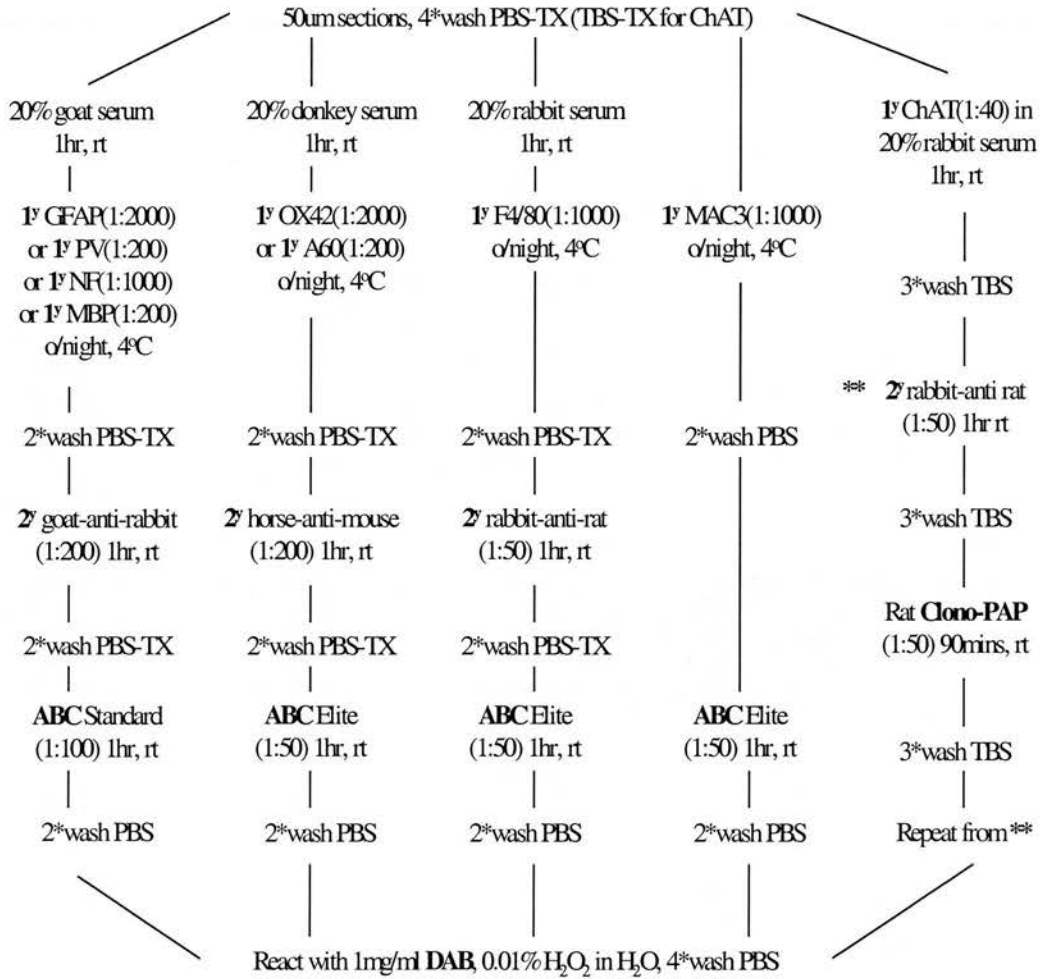 50um sections, 4*wash PBS-TX (TBS-TX for ChAT)
20% goat serum
1hr, rt
1y GFAP(1:2000)
or 1y PV(1:200)
or 1y NF(1:1000)
or 1y MBP(1:200)
o/night, 4oC
2*wash PBS-TX
2y goat-anti-rabbit
(1:200) 1hr, rt
2*wash PBS-TX
ABC Standard
(1:100) 1hr, rt
2*wash PBS
20% donkey serum
1hr, rt
1y OX42(1:2000)
or 1y A60(1:200)
o/night, 4oC
2*wash PBS-TX
2y horse-anti-mouse
(1:200) 1hr, rt
2*wash PBS-TX
ABC Elite
(1:50) 1hr, rt
2*wash PBS
20% rabbit serum
1hr, rt
1y F4/80(1:1000)
o/night, 4oC
2*wash PBS-TX
2y rabbit-anti-rat
(1:50) 1hr, rt
2*wash PBS-TX
ABC Elite
(1:50) 1hr, rt
2*wash PBS
1y MAC3(1:1000)
o/night, 4oC
2*wash PBS
ABC Elite
(1:50) 1hr, rt
2*wash PBS
1y ChAT(1:40) in
20% rabbit serum
1hr, rt
3*wash TBS
** 2y rabbit-anti rat
(1:50) 1hr rt
3*wash TBS
Rat Clono-PAP
(1:50) 90mins, rt
3*wash TBS
Repeat from **
React with 1mg/ml DAB, 0.01% H2O2 in H2O, 4*wash PBS